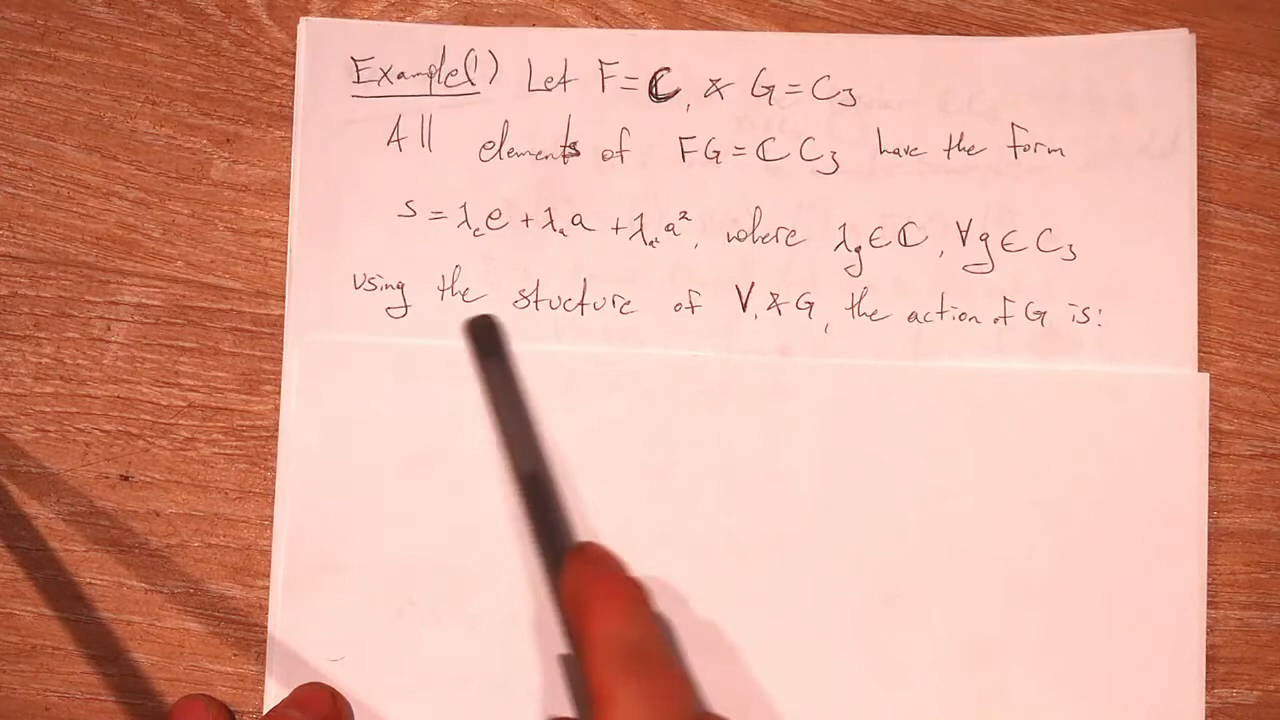 Example(1) Let F=ℂ, & G=C₃
All elements of FG=ℂC₃ have the form
s=λₑe+λₐa+λₐ²a², where λg∈ℂ, ∀g∈C₃
using the stucture of V, & G, the action of G is: